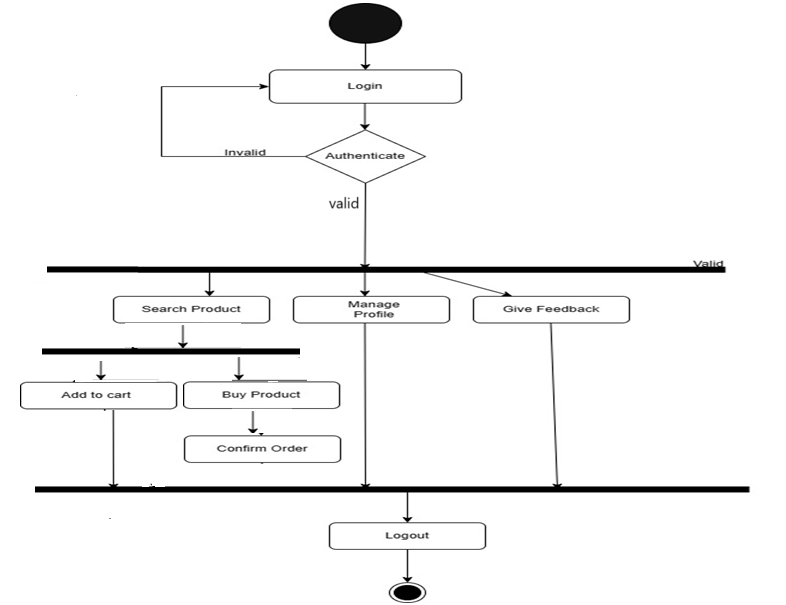 Login
Invalid
Authenticate
valid
Valid
Search Product
Manage
Profile
Give Feedback
Add to cart
Buy Product
Confirm Order
Logout